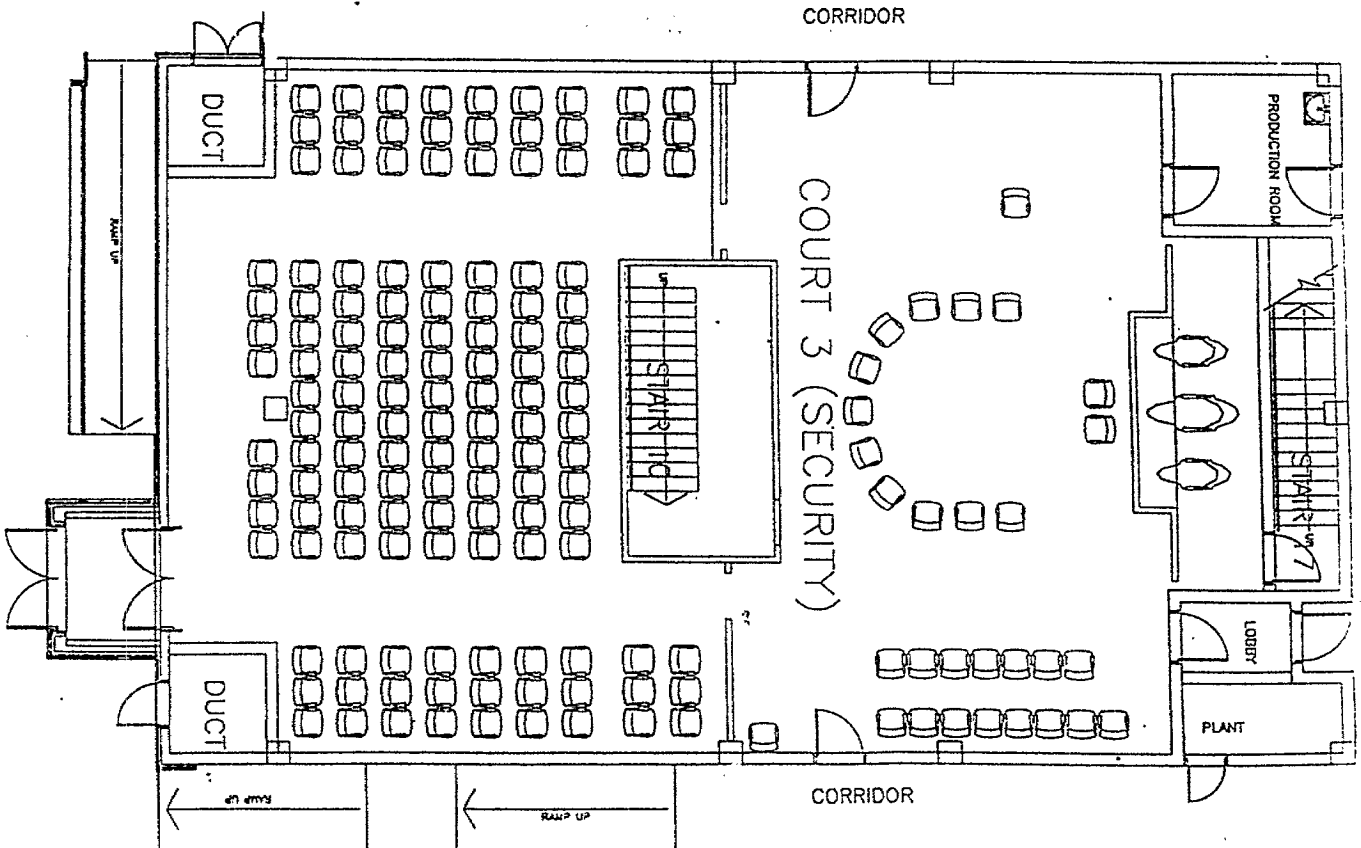 CORRIDOR
DUCT
PRODUCTION ROOM
RAMP UP
COURT 3 (SECURITY)
STAIR 10
STAIR 7
LOBBY
DUCT
PLANT
RAMP UP
RAMP UP
CORRIDOR